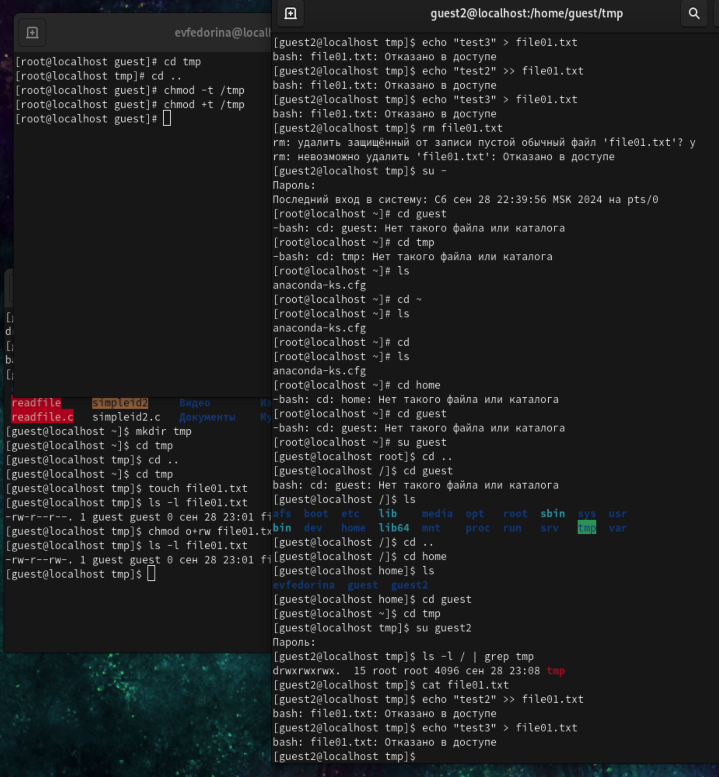 evfedorina@local
[root@localhost guest]# cd tmp
[root@localhost tmp]# cd ..
[root@localhost guest]# chmod -t /tmp
[root@localhost guest]# chmod +t /tmp
[root@localhost guest]#
readfile simpleid2 Видео
readfile.c simpleid2.c Документы
[guest@localhost ~]$ mkdir tmp
[guest@localhost ~]$ cd tmp
[guest@localhost tmp]$ cd ..
[guest@localhost ~]$ cd tmp
[guest@localhost tmp]$ touch file01.txt
[guest@localhost tmp]$ ls -l file01.txt
-rw-r--r--. 1 guest guest 0 сен 28 23:01 fi
[guest@localhost tmp]$ chmod o+rw file01.tx
[guest@localhost tmp]$ ls -l file01.txt
-rw-r--rw-. 1 guest guest 0 сен 28 23:01 fi
[guest@localhost tmp]$
guest2@localhost:/home/guest/tmp
[guest2@localhost tmp]$ echo "test3" > file01.txt
bash: file01.txt: Отказано в доступе
[guest2@localhost tmp]$ echo "test2" >> file01.txt
bash: file01.txt: Отказано в доступе
[guest2@localhost tmp]$ echo "test3" > file01.txt
bash: file01.txt: Отказано в доступе
[guest2@localhost tmp]$ rm file01.txt
rm: удалить защищённый от записи пустой обычный файл 'file01.txt'? y
rm: невозможно удалить 'file01.txt': Отказано в доступе
[guest2@localhost tmp]$ su -
Пароль:
Последний вход в систему: Сб сен 28 22:39:56 MSK 2024 на pts/0
[root@localhost ~]# cd guest
-bash: cd: guest: Нет такого файла или каталога
[root@localhost ~]# cd tmp
-bash: cd: tmp: Нет такого файла или каталога
[root@localhost ~]# ls
anaconda-ks.cfg
[root@localhost ~]# cd ~
[root@localhost ~]# ls
anaconda-ks.cfg
[root@localhost ~]# cd
[root@localhost ~]# ls
anaconda-ks.cfg
[root@localhost ~]# cd home
-bash: cd: home: Нет такого файла или каталога
[root@localhost ~]# cd guest
-bash: cd: guest: Нет такого файла или каталога
[root@localhost ~]# su guest
[guest@localhost root]$ cd ..
[guest@localhost /]$ cd guest
bash: cd: guest: Нет такого файла или каталога
[guest@localhost /]$ ls
afs boot etc lib media opt root sbin sys usr
bin dev home lib64 mnt proc run srv tmp var
[guest@localhost /]$ cd ..
[guest@localhost /]$ cd home
[guest@localhost home]$ ls
evfedorina guest guest2
[guest@localhost home]$ cd guest
[guest@localhost ~]$ cd tmp
[guest@localhost tmp]$ su guest2
Пароль:
[guest2@localhost tmp]$ ls -l / | grep tmp
drwxrwxrwx. 15 root root 4096 сен 28 23:08 tmp
[guest2@localhost tmp]$ cat file01.txt
[guest2@localhost tmp]$ echo "test2" >> file01.txt
bash: file01.txt: Отказано в доступе
[guest2@localhost tmp]$ echo "test3" > file01.txt
bash: file01.txt: Отказано в доступе
[guest2@localhost tmp]$